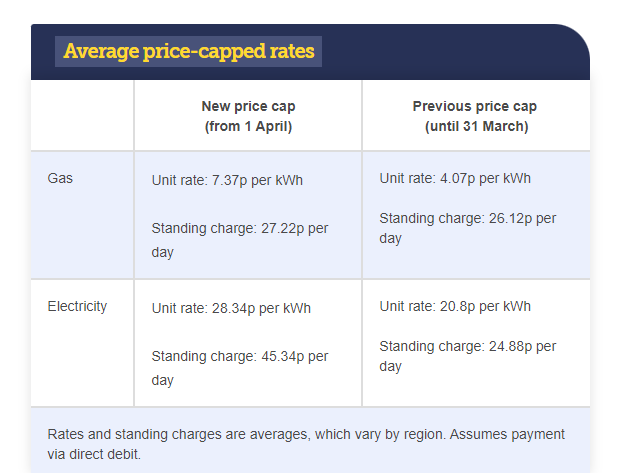 Average price-capped rates
New price cap
(from 1 April)
Previous price cap
(until 31 March)
Gas
Unit rate: 7.37p per kWh
Standing charge: 27.22p per
day
Unit rate: 4.07p per kWh
Standing charge: 26.12p per
day
Electricity
Unit rate: 28.34p per kWh
Standing charge: 45.34p per
day
Unit rate: 20.8p per kWh
Standing charge: 24.88p per
day
Rates and standing charges are averages, which vary by region. Assumes payment
via direct debit.